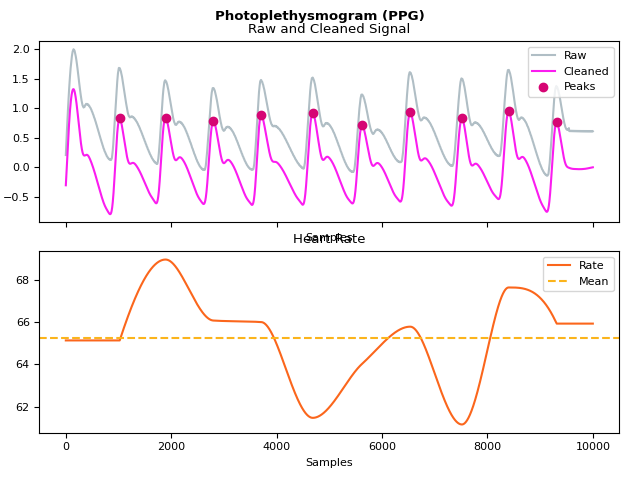 Photoplethysmogram (PPG)
Raw and Cleaned Signal
2.0
1.5
1.0
0.5
0.0
−0.5
Raw
Cleaned
Peaks
Samples
Heart Rate
68
66
64
62
Rate
Mean
0
2000
4000
6000
8000
10000
Samples